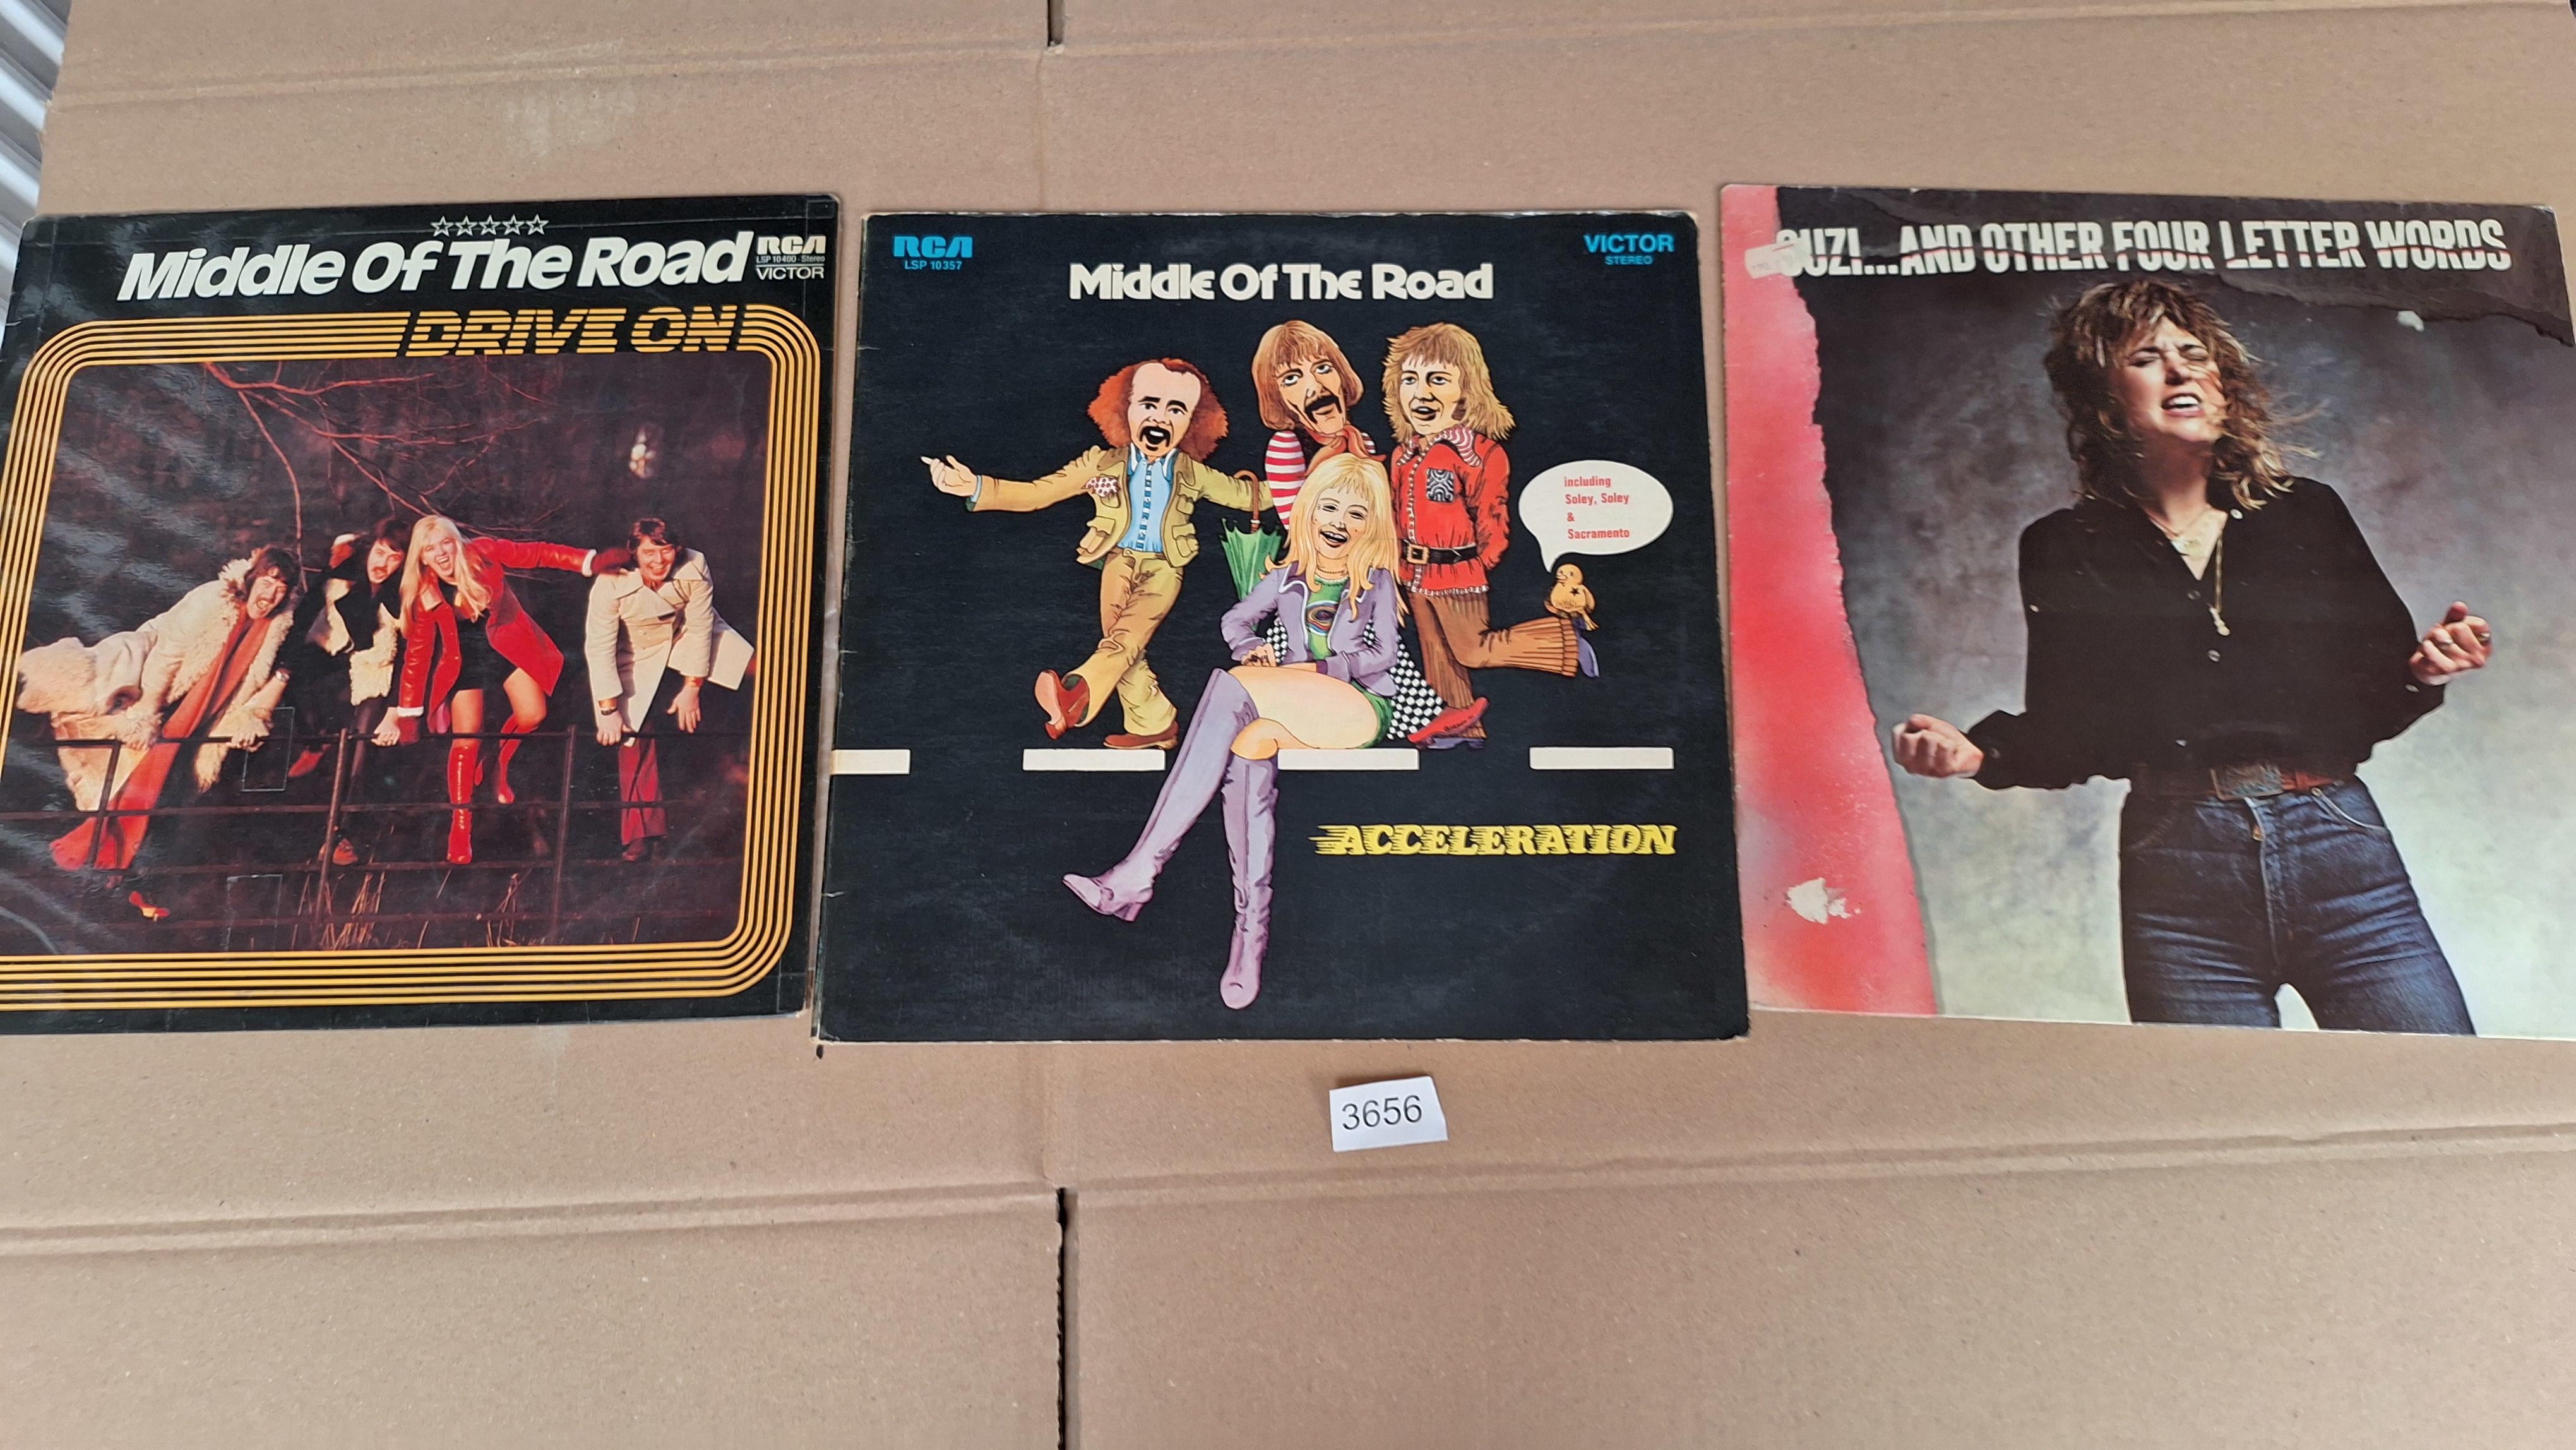 ☆☆☆☆☆
Middle Of The Road
RCA
LSP 10400 · Stereo
VICTOR
DRIVE ON
RCA
LSP 10357
VICTOR
STEREO
Middle Of The Road
including
Soley, Soley
&
Sacramento
ACCELERATION
SUZI...AND OTHER FOUR LETTER WORDS
3656